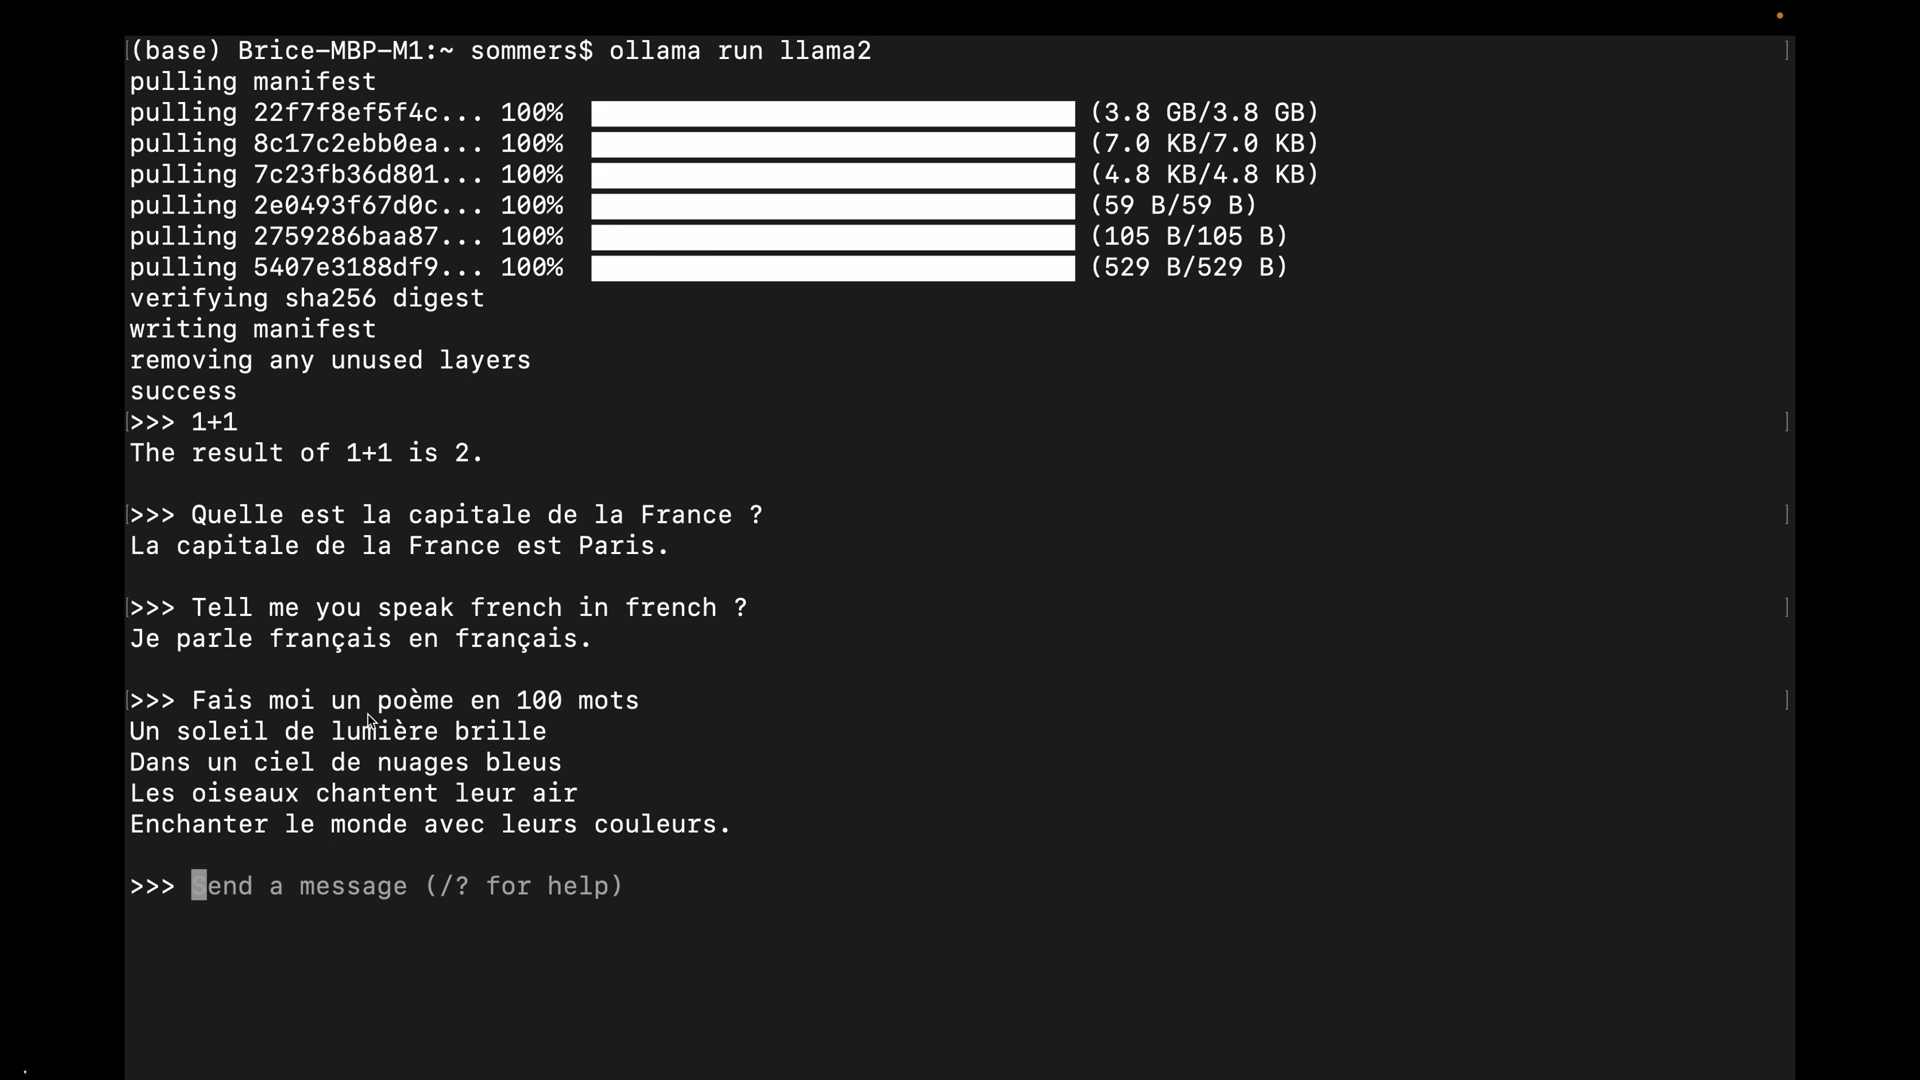 (base) Brice-MBP-M1:~ sommers$ ollama run llama2
pulling manifest
pulling 22f7f8ef5f4c... 100% (3.8 GB/3.8 GB)
pulling 8c17c2ebb0ea... 100% (7.0 KB/7.0 KB)
pulling 7c23fb36d801... 100% (4.8 KB/4.8 KB)
pulling 2e0493f67d0c... 100% (59 B/59 B)
pulling 2759286baa87... 100% (105 B/105 B)
pulling 5407e3188df9... 100% (529 B/529 B)
verifying sha256 digest
writing manifest
removing any unused layers
success
>>> 1+1
The result of 1+1 is 2.
>>> Quelle est la capitale de la France ?
La capitale de la France est Paris.
>>> Tell me you speak french in french ?
Je parle français en français.
>>> Fais moi un poème en 100 mots
Un soleil de lumière brille
Dans un ciel de nuages bleus
Les oiseaux chantent leur air
Enchanter le monde avec leurs couleurs.
>>> Send a message (/? for help)